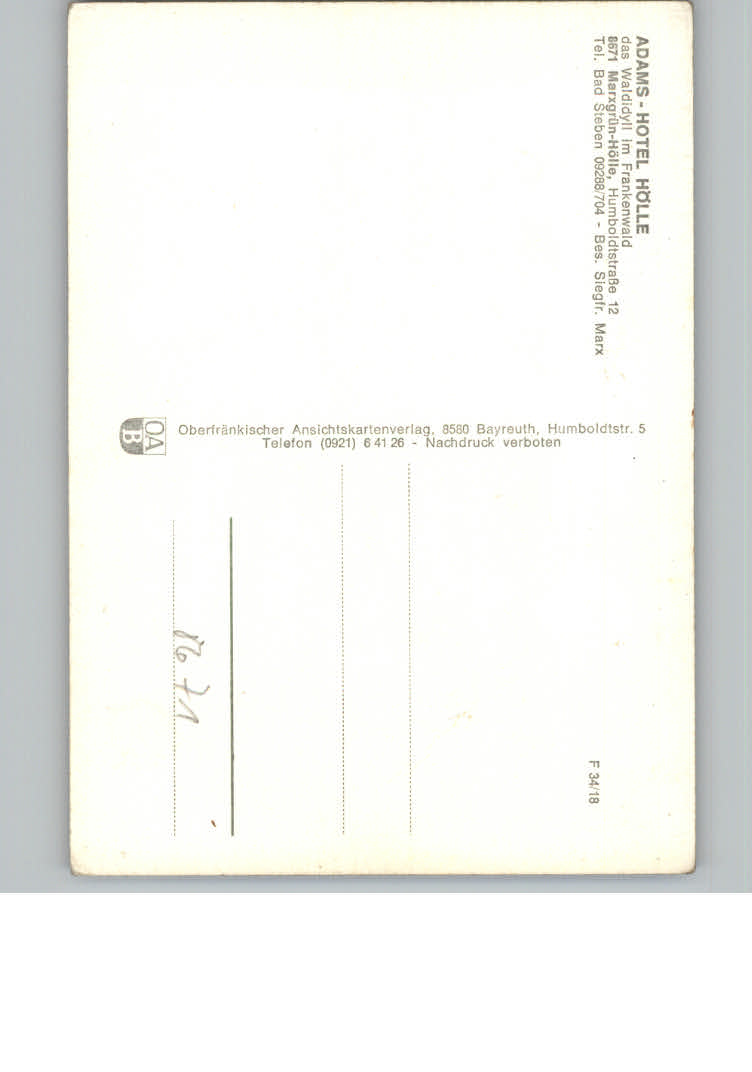 ADAMS - HOTEL HÖLLE
das Waldidyll im Frankenwald
8671 Marxgrün-Hölle, Humboldtstraße 12
Tel. Bad Steben 09288/704 - Bes. Siegfr. Marx
OA
B
Oberfränkischer Ansichtskartenverlag, 8580 Bayreuth, Humboldtstr. 5
Telefon (0921) 6 41 26 - Nachdruck verboten
F 34/18
8671